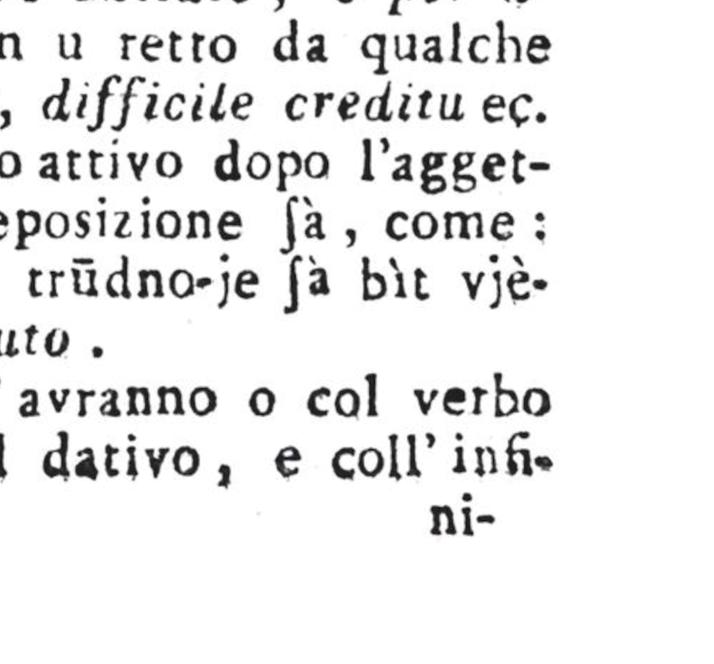 n u retto da qualche
, difficile creditu eç.
o attivo dopo l'agget-
eposizione ſà, come:
trūdno-je ſà bìt vjè-
uto.
avranno o col verbo
l dativo, e coll' infi-
ni-